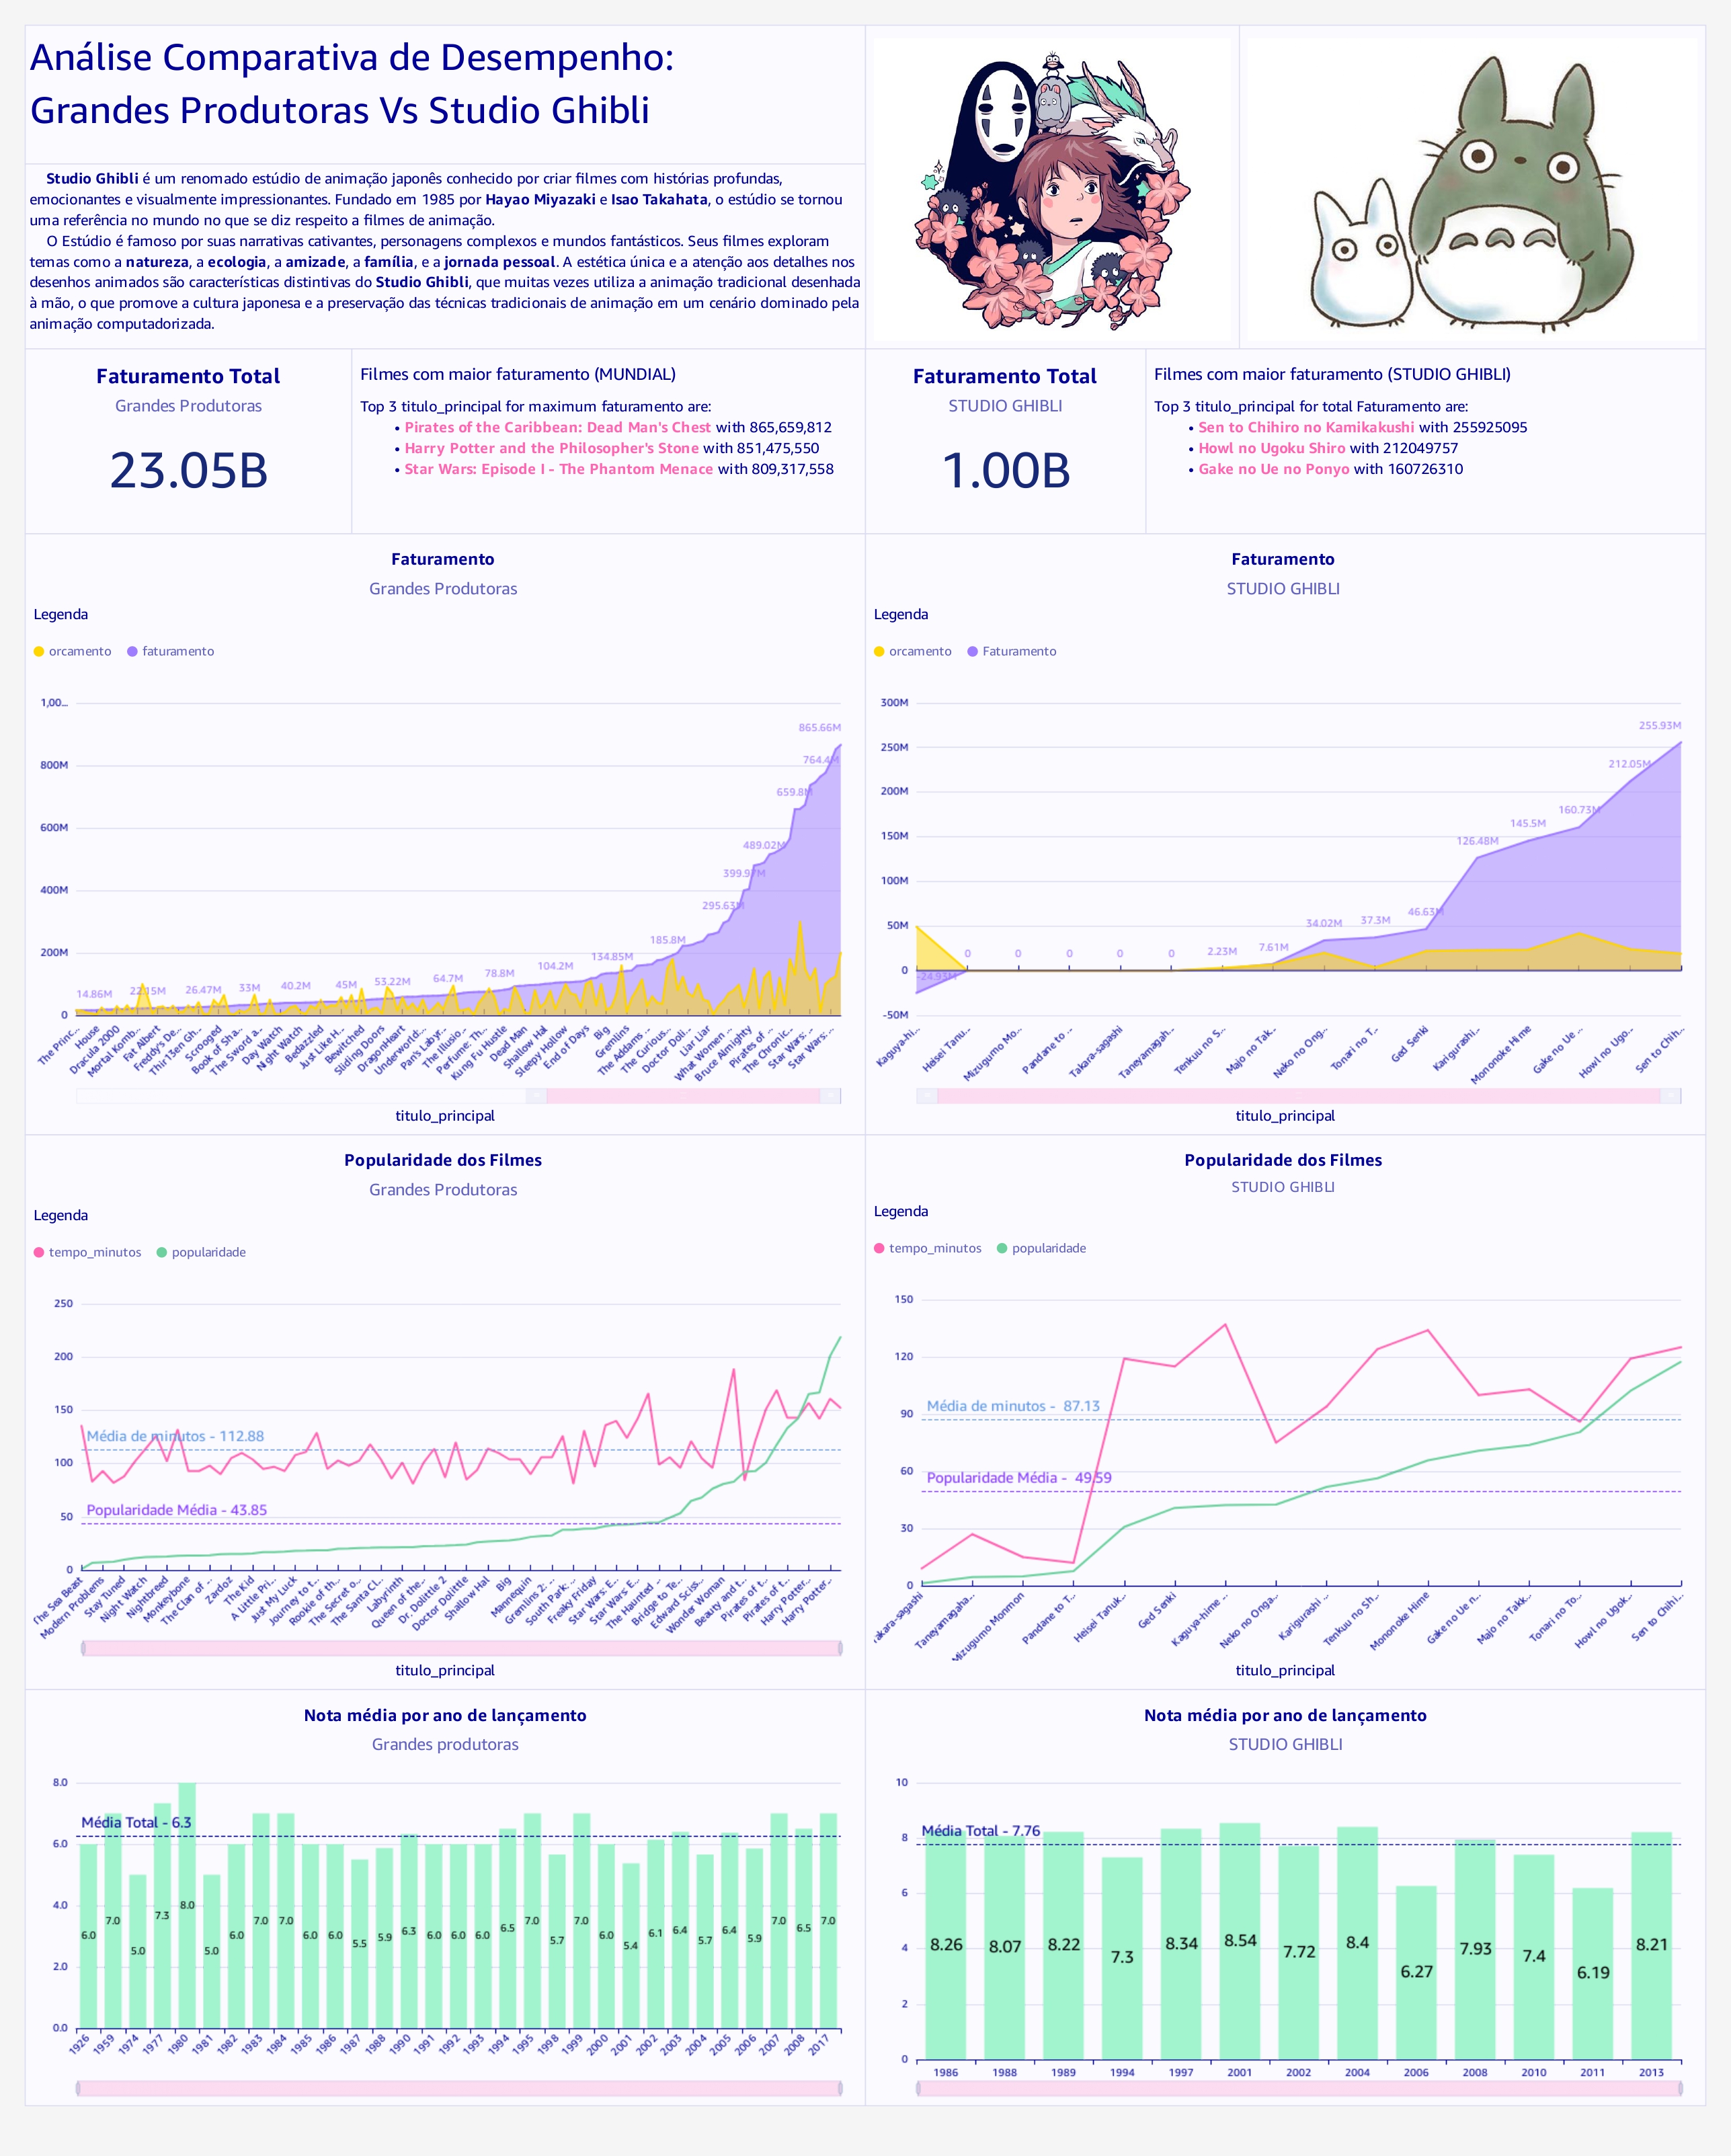 Análise Comparativa de Desempenho:
Grandes Produtoras Vs Studio Ghibli
Studio Ghibli é um renomado estúdio de animação japonês conhecido por criar filmes com histórias profundas,
emocionantes e visualmente impressionantes. Fundado em 1985 por Hayao Miyazaki e Isao Takahata, o estúdio se tornou
uma referência no mundo no que se diz respeito a filmes de animação.
O Estúdio é famoso por suas narrativas cativantes, personagens complexos e mundos fantásticos. Seus filmes exploram
temas como a natureza, a ecologia, a amizade, a família, e a jornada pessoal. A estética única e a atenção aos detalhes nos
desenhos animados são características distintivas do Studio Ghibli, que muitas vezes utiliza a animação tradicional desenhada
à mão, o que promove a cultura japonesa e a preservação das técnicas tradicionais de animação em um cenário dominado pela
animação computadorizada.
Faturamento Total
Grandes Produtoras
23.05B
Filmes com maior faturamento (MUNDIAL)
Top 3 titulo_principal for maximum faturamento are:
• Pirates of the Caribbean: Dead Man's Chest with 865,659,812
• Harry Potter and the Philosopher's Stone with 851,475,550
• Star Wars: Episode I - The Phantom Menace with 809,317,558
Faturamento Total
STUDIO GHIBLI
1.00B
Filmes com maior faturamento (STUDIO GHIBLI)
Top 3 titulo_principal for total Faturamento are:
• Sen to Chihiro no Kamikakushi with 255925095
• Howl no Ugoku Shiro with 212049757
• Gake no Ue no Ponyo with 160726310
Faturamento
Grandes Produtoras
Legenda
orcamento faturamento
1,00...
800M
600M
400M
200M
0
14.86M 22.15M 26.47M 33M 40.2M 45M 53.22M 64.7M 78.8M 104.2M 134.85M 185.8M 295.63M 399.97M 489.02M 659.8M 764.4M 865.66M
The Princ... House Dracula 2000 Mortal Komb... Fat Albert Freddy's De... Thir13en Gh... Scrooged Book of Sha... The Sword a... Day Watch Night Watch Bedazzled Just Like H... Bewitched Sliding Doors DragonHeart Underworld:... Pan's Laby... The Illusio... Perfume: Th... Kung Fu Hustle Dead Man Shallow Hal Sleepy Hollow End of Days Big Gremlins The Addams ... The Curious... Doctor Doli... Liar Liar What Women ... Bruce Almighty Pirates of ... The Chronic... Star Wars:... Star Wars:...
titulo_principal
Faturamento
STUDIO GHIBLI
Legenda
orcamento Faturamento
300M
250M
200M
150M
100M
50M
0
-50M
-24.93M 0 0 0 0 0 2.23M 7.61M 34.02M 37.3M 46.63M 126.48M 145.5M 160.73M 212.05M 255.93M
Kaguya-hi... Heisei Tanu... Mizugumo Mo... Pandane to ... Takara-sagashi Taneyamagah... Tenkuu no S... Majo no Tak... Neko no Ong... Tonari no T... Ged Senki Karigurashi... Mononoke Hime Gake no Ue ... Howl no Ugo... Sen to Chih...
titulo_principal
Popularidade dos Filmes
Grandes Produtoras
Legenda
tempo_minutos popularidade
250
200
150
100
50
0
Média de minutos - 112.88
Popularidade Média - 43.85
The Sea Beast Modern Problems Stay Tuned Night Watch Nightbreed Monkeybone The Clan of ... Zardoz The Kid A Little Pri... Just My Luck Journey to t... Rookie of th... The Secret o... The Santa Cl... Labyrinth Queen of the... Dr. Dolittle 2 Doctor Dolittle Shallow Hal Big Mannequin Gremlins 2: ... South Park: ... Freaky Friday Star Wars: E... Star Wars: E... The Haunted ... Bridge to Te... Edward Sciss... Wonder Woman Beauty and t... Pirates of t... Pirates of t... Harry Potter... Harry Potter...
titulo_principal
Popularidade dos Filmes
STUDIO GHIBLI
Legenda
tempo_minutos popularidade
150
120
90
60
30
0
Média de minutos - 87.13
Popularidade Média - 49.59
akara-sagashi Taneyamagaha... Mizugumo Monmon Pandane to T... Heisei Tanuk... Ged Senki Kaguya-hime ... Neko no Onga... Karigurashi ... Tenkuu no Sh... Mononoke Hime Gake no Ue n... Majo no Takk... Tonari no To... Howl no Ugok... Sen to Chihi...
titulo_principal
Nota média por ano de lançamento
Grandes produtoras
8.0
6.0
4.0
2.0
0.0
Média Total - 6.3
6.0 7.0 5.0 7.3 8.0 5.0 6.0 7.0 7.0 6.0 6.0 5.5 5.9 6.3 6.0 6.0 6.0 6.5 7.0 5.7 7.0 6.0 5.4 6.1 6.4 5.7 6.4 5.9 7.0 6.5 7.0
1926 1959 1974 1977 1980 1981 1982 1983 1984 1985 1986 1987 1988 1990 1991 1992 1993 1994 1995 1998 1999 2000 2001 2002 2003 2004 2005 2006 2007 2008 2017
Nota média por ano de lançamento
STUDIO GHIBLI
10
8
6
4
2
0
Média Total - 7.76
8.26 8.07 8.22 7.3 8.34 8.54 7.72 8.4 6.27 7.93 7.4 6.19 8.21
1986 1988 1989 1994 1997 2001 2002 2004 2006 2008 2010 2011 2013